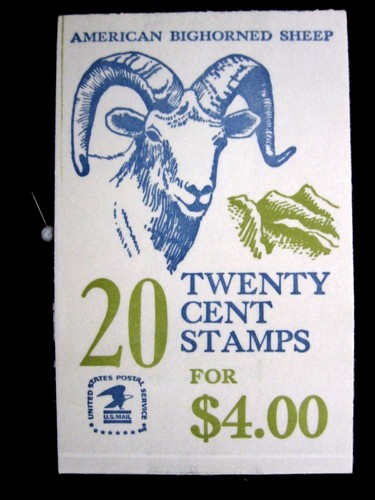 AMERICAN BIGHORNED SHEEP
20
TWENTY
CENT
STAMPS
FOR
$4.00
UNITED STATES POSTAL SERVICE
U.S.MAIL